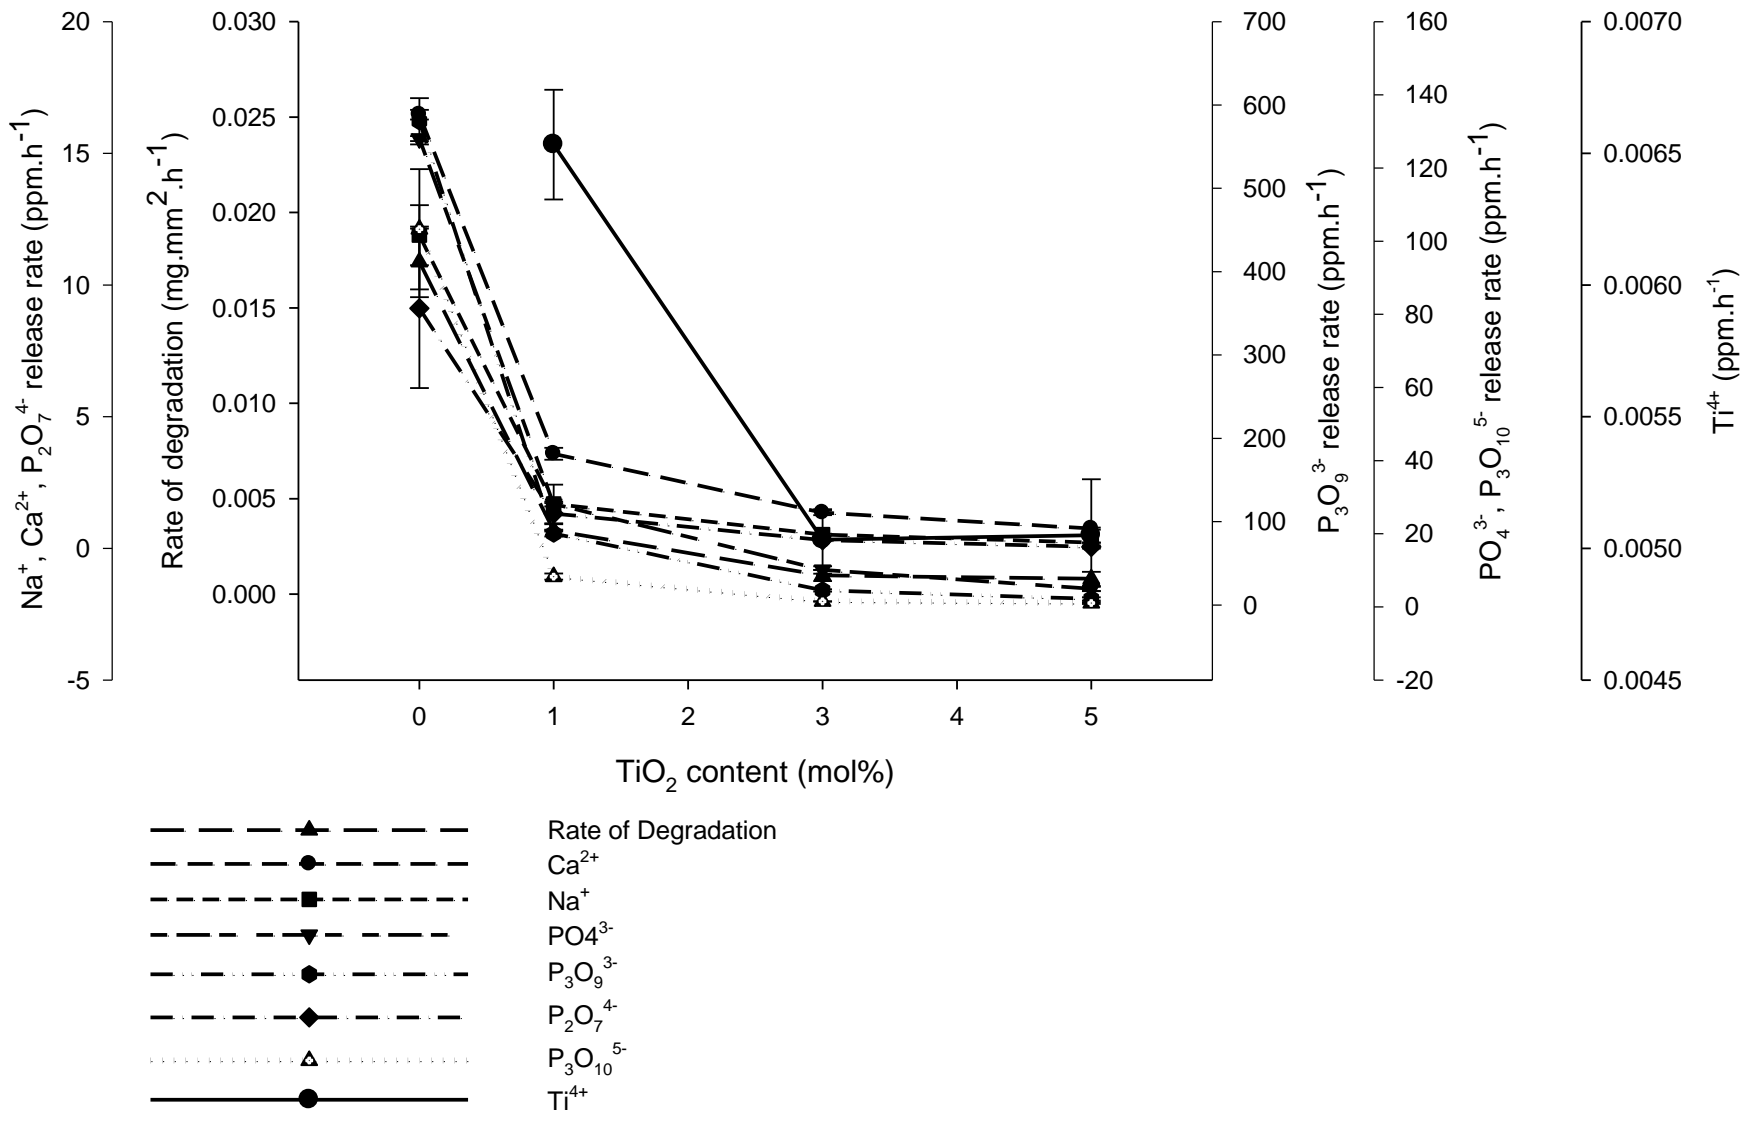 Na⁺, Ca²⁺, P₂O₇⁴⁻ release rate (ppm.h⁻¹)
20
15
10
5
0
-5
Rate of degradation (mg.mm².h⁻¹)
0.030
0.025
0.020
0.015
0.010
0.005
0.000
P₃O₉³⁻ release rate (ppm.h⁻¹)
700
600
500
400
300
200
100
0
PO₄³⁻, P₃O₁₀⁵⁻ release rate (ppm.h⁻¹)
160
140
120
100
80
60
40
20
0
-20
Ti⁴⁺ (ppm.h⁻¹)
0.0070
0.0065
0.0060
0.0055
0.0050
0.0045
0 1 2 3 4 5
TiO₂ content (mol%)
Rate of Degradation
Ca²⁺
Na⁺
PO4³⁻
P₃O₉³⁻
P₂O₇⁴⁻
P₃O₁₀⁵⁻
Ti⁴⁺